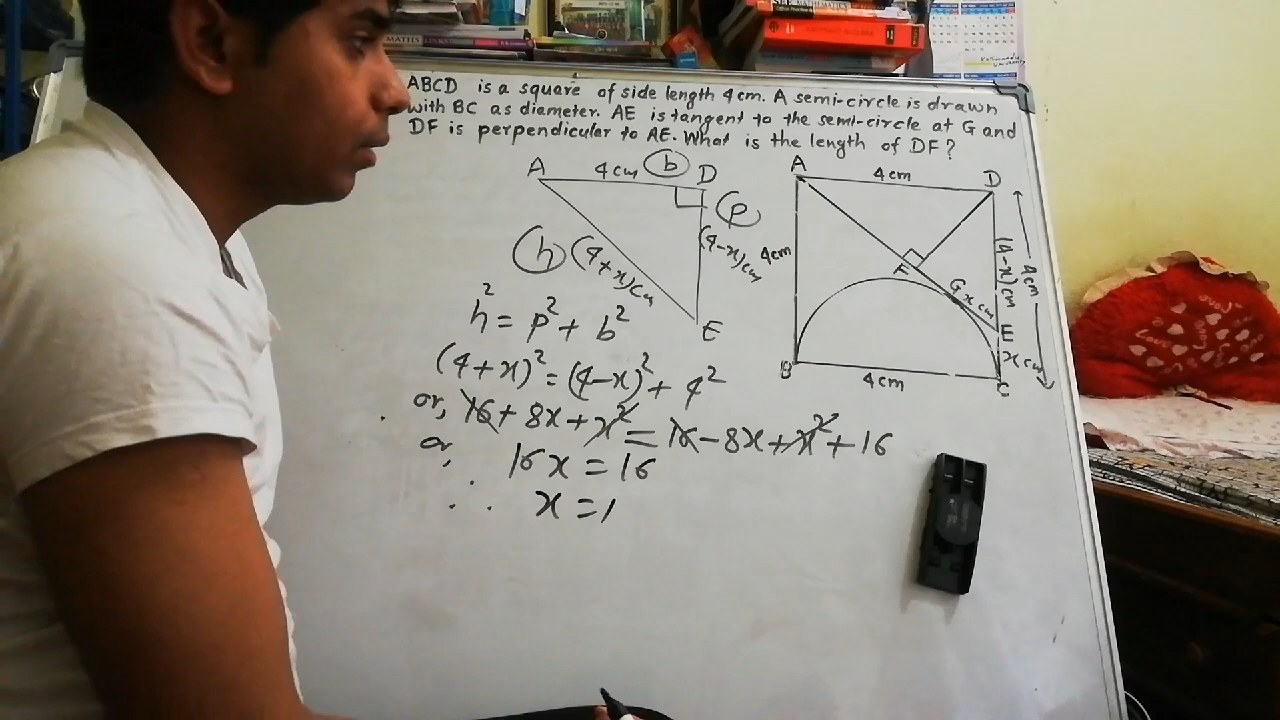 MATHS LINKS
ABCD is a square of side length 4 cm. A semi-circle is drawn
with BC as diameter. AE is tangent to the semi-circle at G and
DF is perpendicular to AE. What is the length of DF?
A 4cm b D
p
h (4+x)cm (4-x)cm
E
A 4cm D
4cm
(4-x)cm 4cm
F G x cm
E
x cm
B 4cm C
h² = p² + b²
(4+x)² = (4-x)² + 4²
or, 16 + 8x + x² = 16 - 8x + x² + 16
or, 16x = 16
∴ x = 1